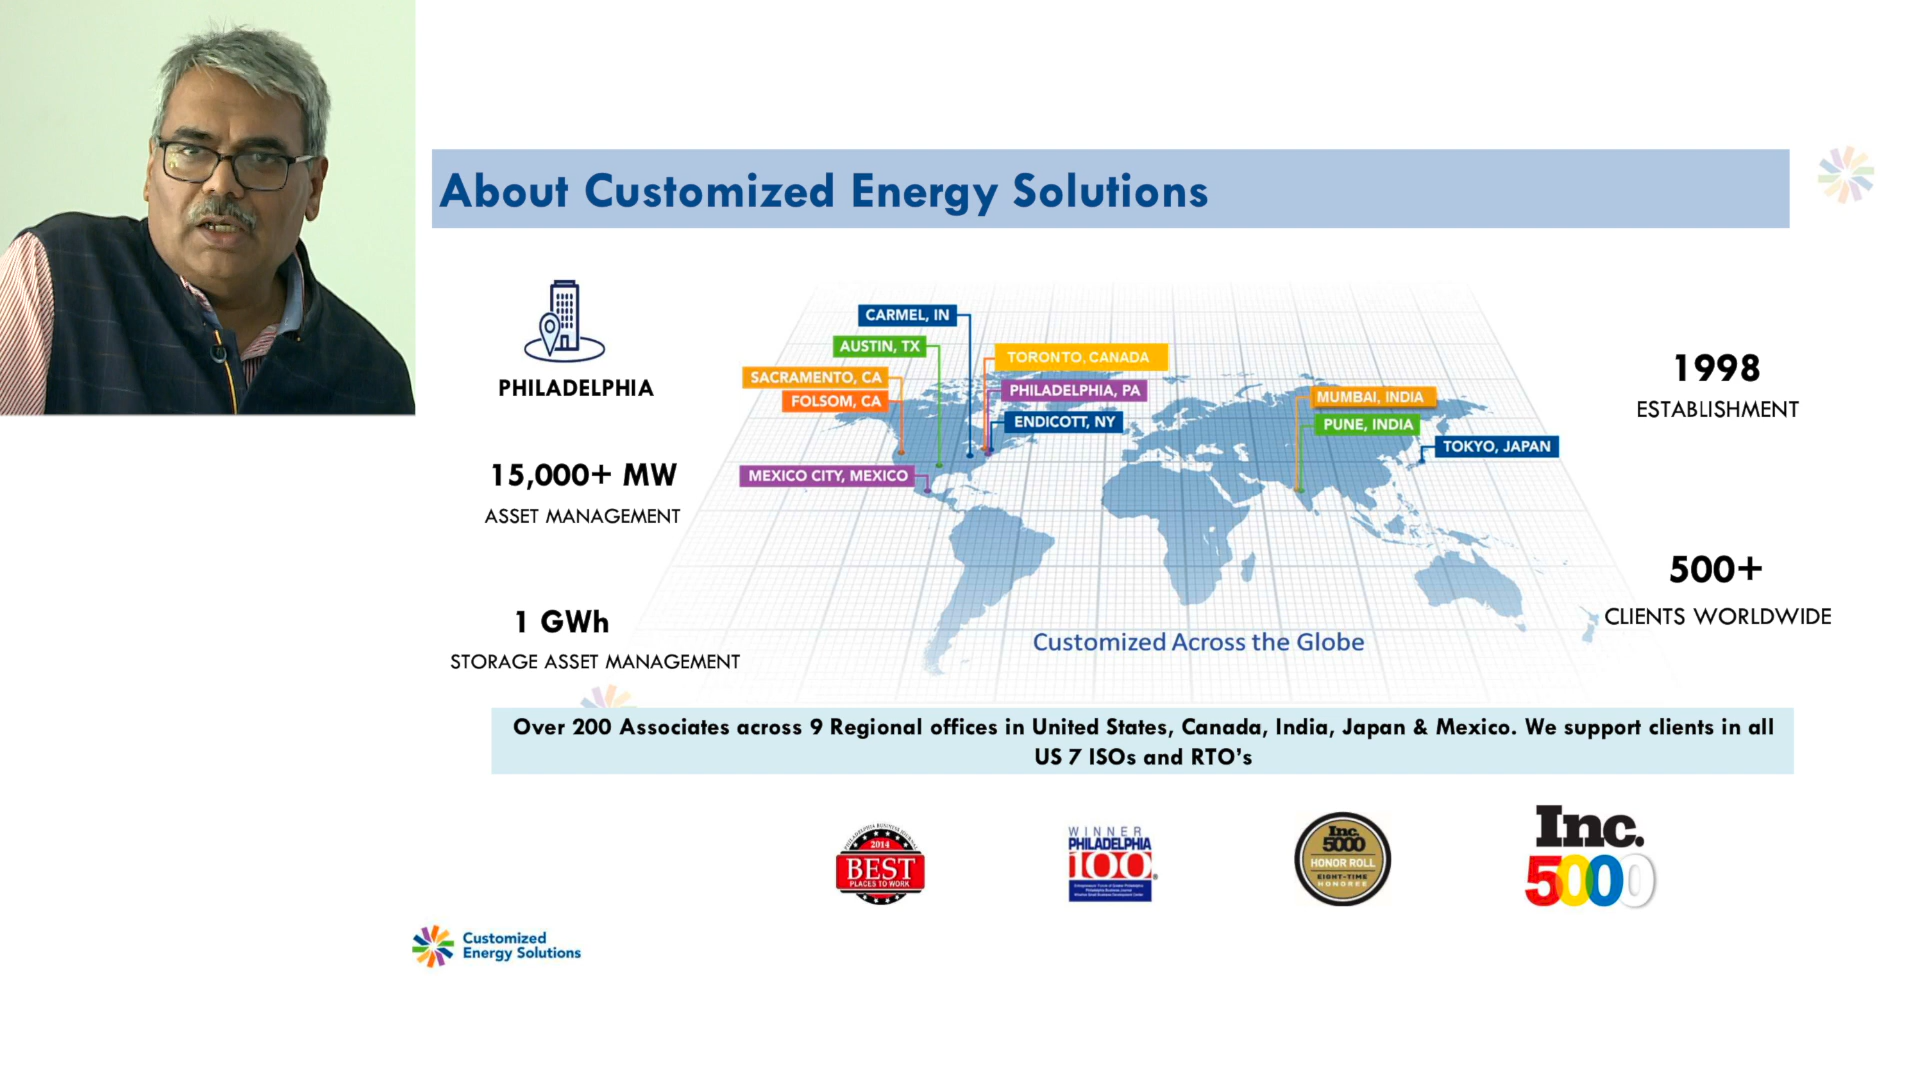 About Customized Energy Solutions
PHILADELPHIA
15,000+ MW
ASSET MANAGEMENT
1 GWh
STORAGE ASSET MANAGEMENT
CARMEL, IN
AUSTIN, TX
SACRAMENTO, CA
FOLSOM, CA
MEXICO CITY, MEXICO
TORONTO, CANADA
PHILADELPHIA, PA
ENDICOTT, NY
MUMBAI, INDIA
PUNE, INDIA
TOKYO, JAPAN
Customized Across the Globe
1998
ESTABLISHMENT
500+
CLIENTS WORLDWIDE
Over 200 Associates across 9 Regional offices in United States, Canada, India, Japan & Mexico. We support clients in all
US 7 ISOs and RTO’s
PHILADELPHIA BUSINESS JOURNAL
2014
BEST
PLACES TO WORK
WINNER
PHILADELPHIA
100
Inc.
5000
HONOR ROLL
EIGHT-TIME
HONOREE
Inc.
5000
Customized
Energy Solutions